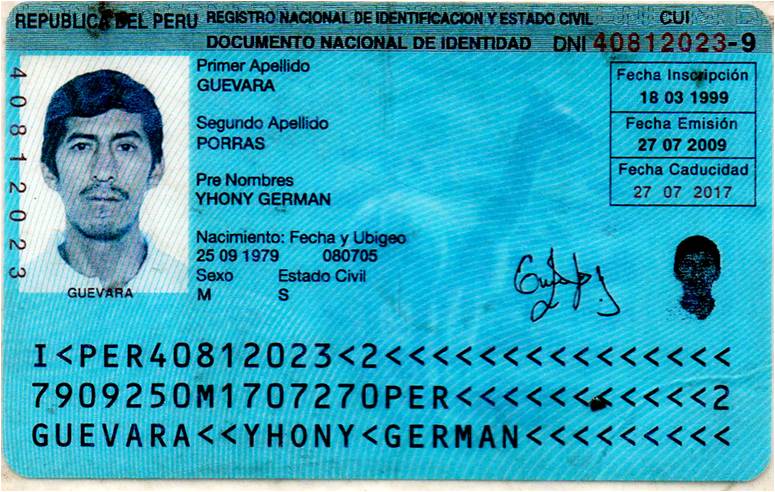 REPUBLICA DEL PERU REGISTRO NACIONAL DE IDENTIFICACION Y ESTADO CIVIL CUI
DOCUMENTO NACIONAL DE IDENTIDAD DNI 40812023-9
Primer Apellido
GUEVARA
Segundo Apellido
PORRAS
Pre Nombres
YHONY GERMAN
Nacimiento: Fecha y Ubigeo
25 09 1979 080705
Sexo Estado Civil
M S
Fecha Inscripción
18 03 1999
Fecha Emisión
27 07 2009
Fecha Caducidad
27 07 2017
40812023
GUEVARA
I<PER40812023<2<<<<<<<<<<<<<<<
7909250M1707270PER<<<<<<<<<<<2
GUEVARA<<YHONY<GERMAN<<<<<<<<<